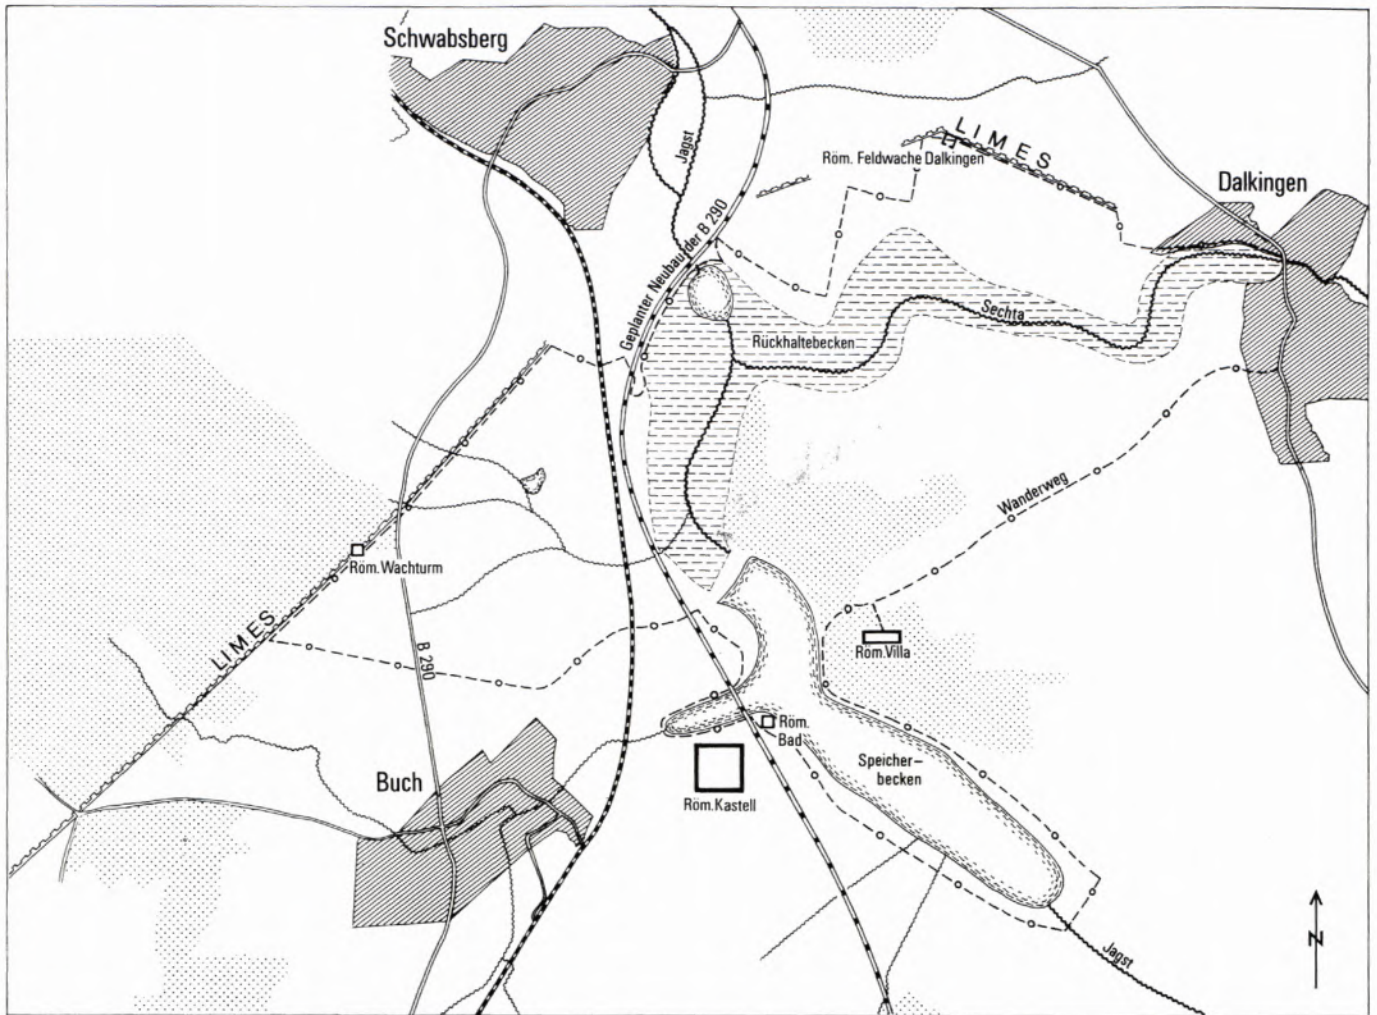 Schwabsberg
LIMES
Jagst
Röm. Feldwache Dalkingen
Dalkingen
Geplanter Neubau der B 290
Sechta
Rückhaltebecken
Wanderweg
Röm. Wachturm
LIMES
B 290
Röm. Villa
Röm.
Bad
Speicher-
becken
Buch
Röm. Kastell
Jagst
N